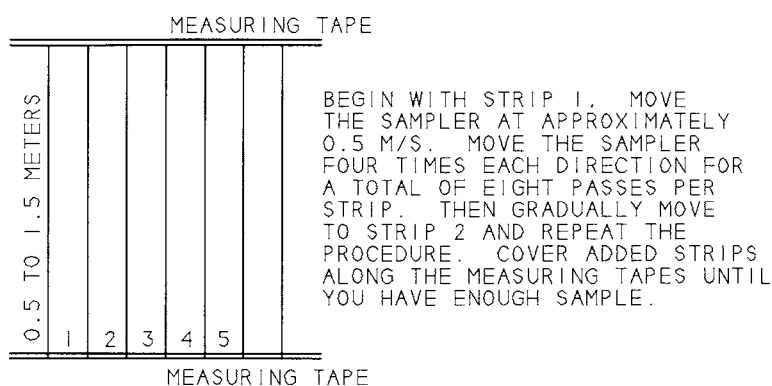 MEASURING TAPE
0.5 TO 1.5 METERS
1 2 3 4 5
BEGIN WITH STRIP 1. MOVE
THE SAMPLER AT APPROXIMATELY
0.5 M/S. MOVE THE SAMPLER
FOUR TIMES EACH DIRECTION FOR
A TOTAL OF EIGHT PASSES PER
STRIP. THEN GRADUALLY MOVE
TO STRIP 2 AND REPEAT THE
PROCEDURE. COVER ADDED STRIPS
ALONG THE MEASURING TAPES UNTIL
YOU HAVE ENOUGH SAMPLE.
MEASURING TAPE